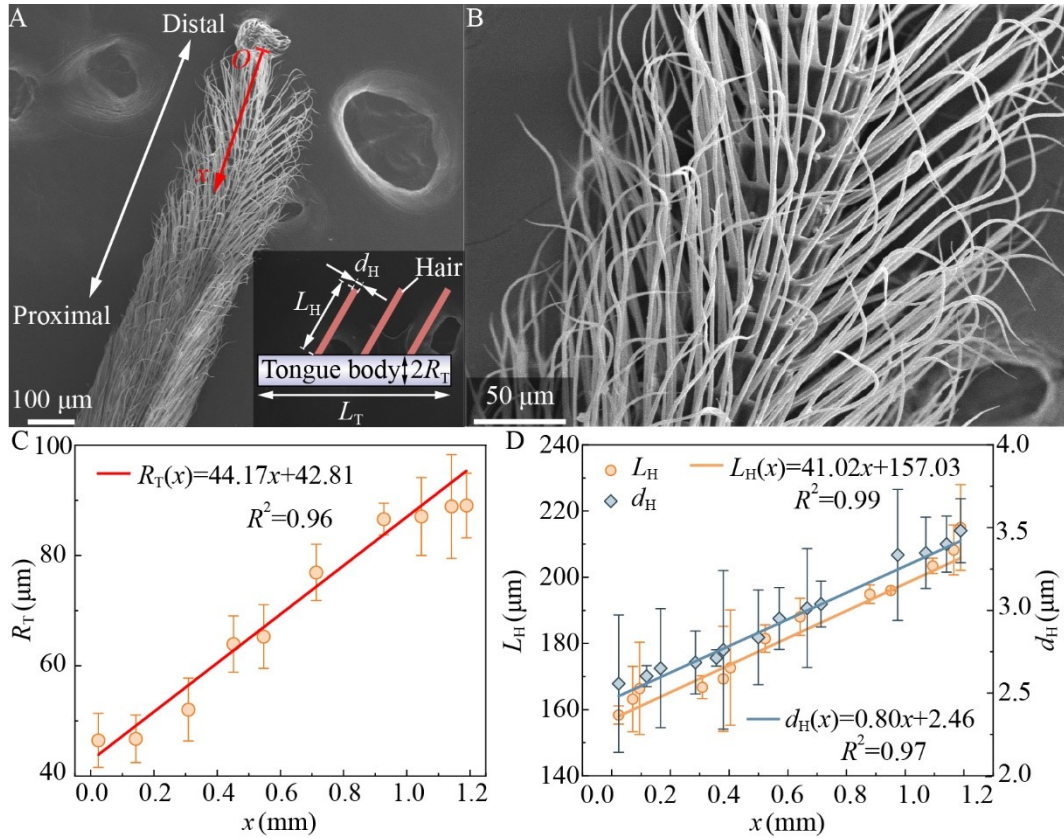 A
Distal
O
x
Proximal
100 μm
d_H
Hair
L_H
Tongue body
2R_T
L_T
B
50 μm
C
100
80
60
40
R_T (μm)
R_T(x)=44.17x+42.81
R²=0.96
0.0 0.2 0.4 0.6 0.8 1.0 1.2
x (mm)
D
240
220
200
180
160
140
L_H (μm)
L_H
d_H
L_H(x)=41.02x+157.03
R²=0.99
d_H(x)=0.80x+2.46
R²=0.97
4.0
3.5
3.0
2.5
2.0
d_H (μm)
0.0 0.2 0.4 0.6 0.8 1.0 1.2
x (mm)